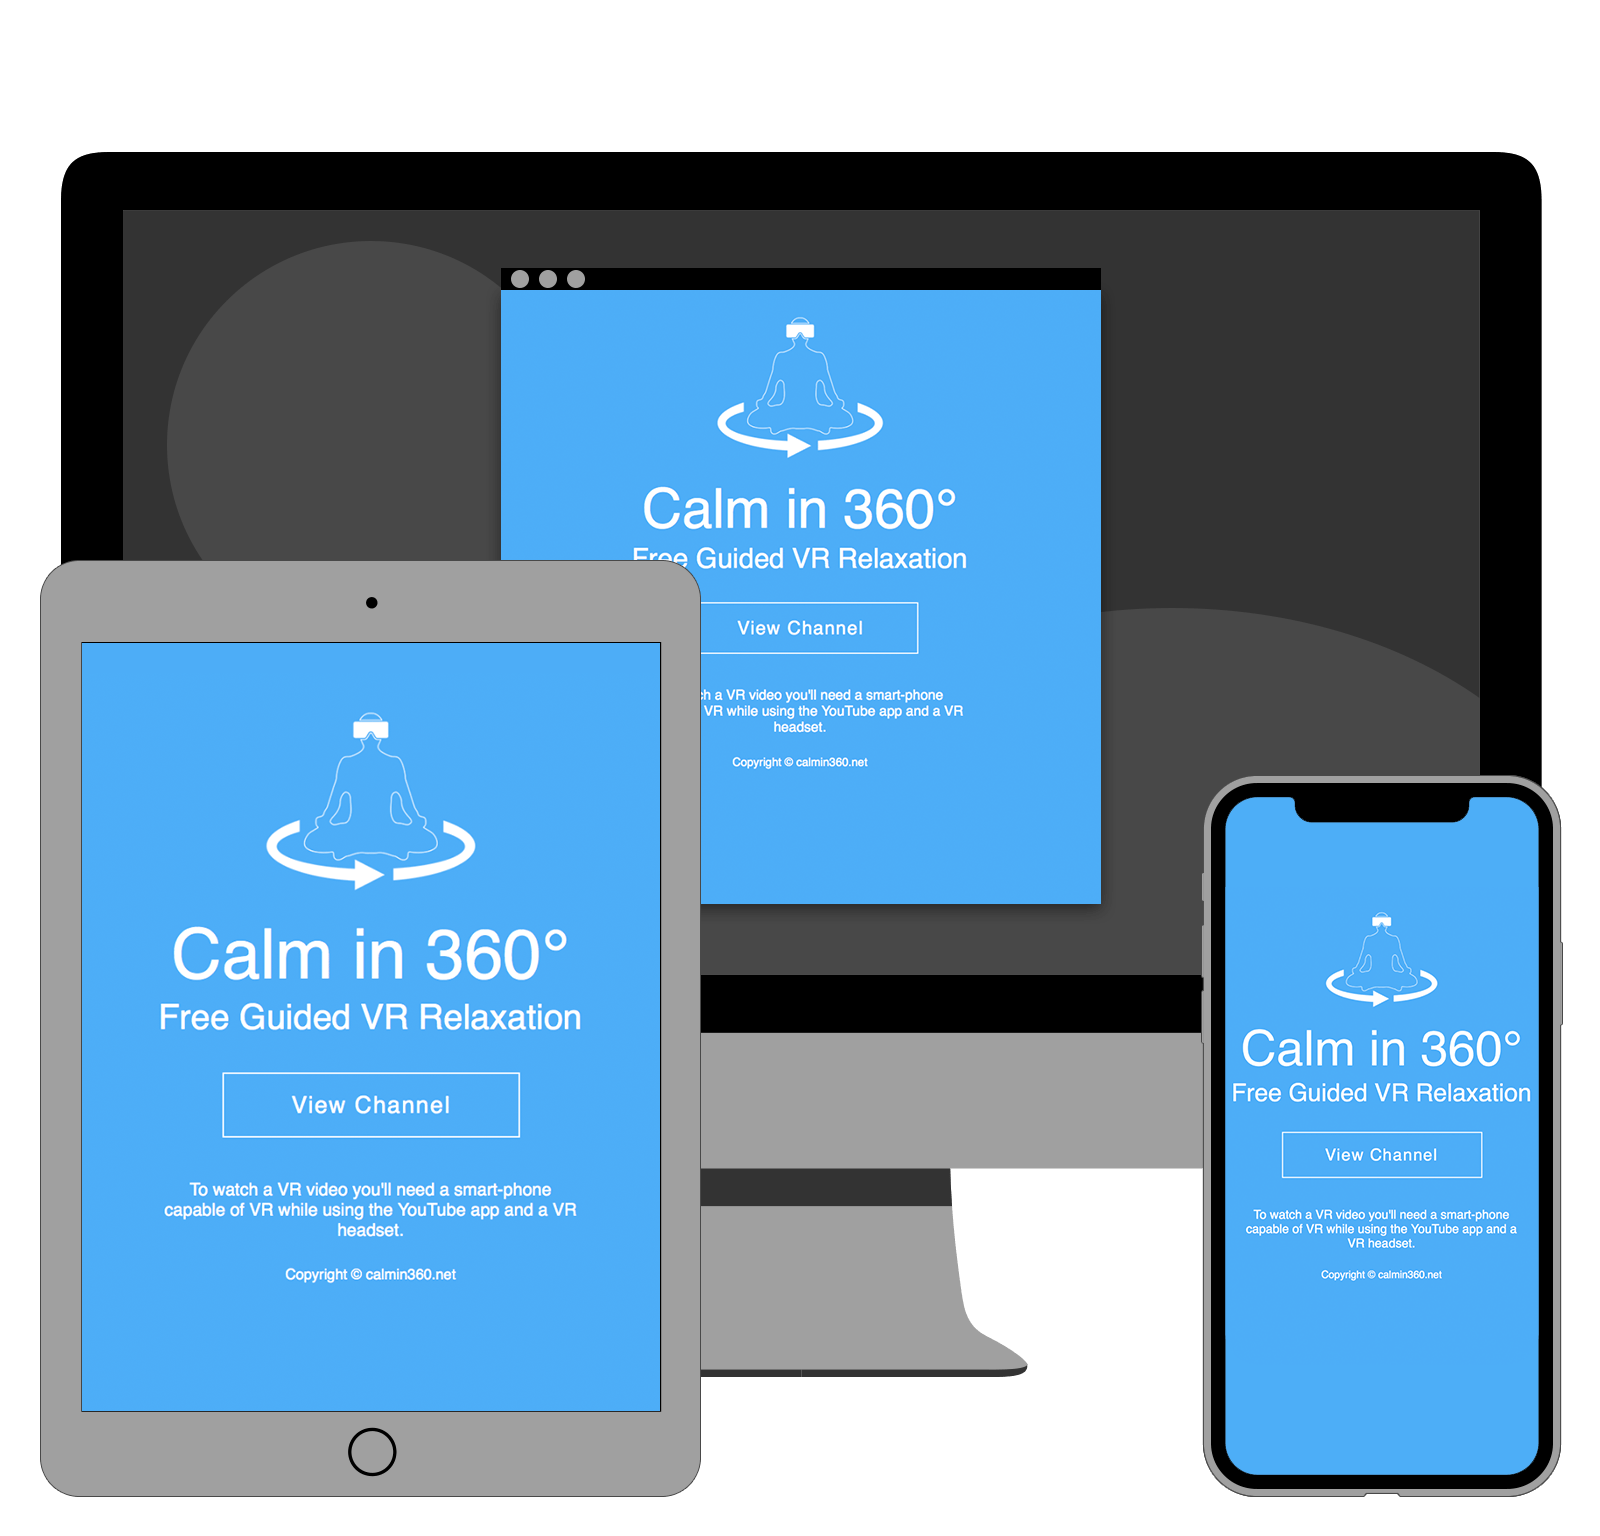 Calm in 360°
Free Guided VR Relaxation
View Channel
a VR video you'll need a smart-phone
VR while using the YouTube app and a VR
headset.
Copyright © calmin360.net
Calm in 360°
Free Guided VR Relaxation
View Channel
To watch a VR video you'll need a smart-phone
capable of VR while using the YouTube app and a VR
headset.
Copyright © calmin360.net
Calm in 360°
Free Guided VR Relaxation
View Channel
To watch a VR video you'll need a smart-phone
capable of VR while using the YouTube app and a
VR headset.
Copyright © calmin360.net